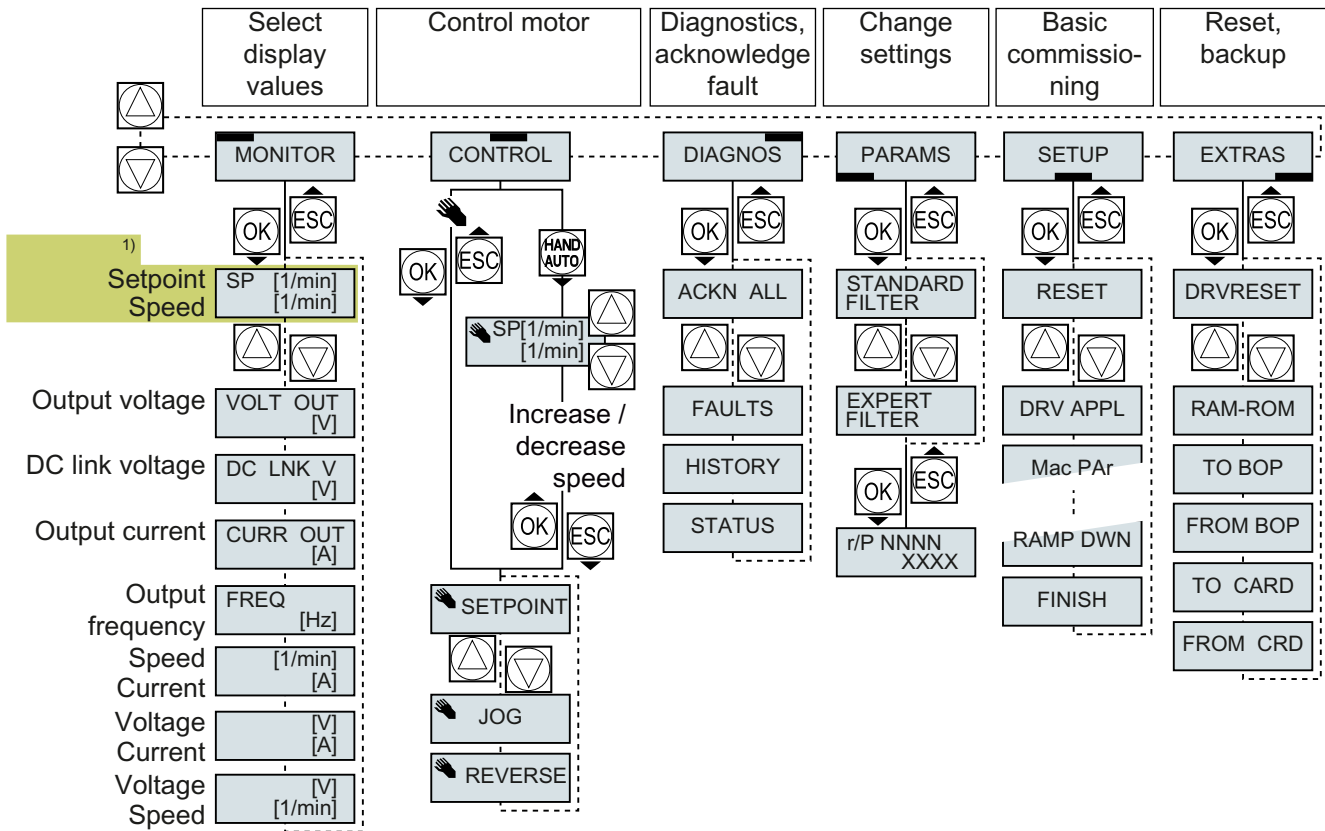 Select
display
values
Control motor
Diagnostics,
acknowledge
fault
Change
settings
Basic
commissio-
ning
Reset,
backup
MONITOR
CONTROL
DIAGNOS
PARAMS
SETUP
EXTRAS
OK
ESC
OK
ESC
HAND
AUTO
OK
ESC
OK
ESC
OK
ESC
OK
ESC
1)
Setpoint
Speed
SP [1/min]
[1/min]
Output voltage
VOLT OUT
[V]
DC link voltage
DC LNK V
[V]
Output current
CURR OUT
[A]
Output
frequency
FREQ
[Hz]
Speed
Current
[1/min]
[A]
Voltage
Current
[V]
[A]
Voltage
Speed
[V]
[1/min]
SP[1/min]
[1/min]
Increase /
decrease
speed
OK
ESC
SETPOINT
JOG
REVERSE
ACKN ALL
FAULTS
HISTORY
STATUS
STANDARD
FILTER
EXPERT
FILTER
OK
ESC
r/P NNNN
XXXX
RESET
DRV APPL
Mac PAr
RAMP DWN
FINISH
DRVRESET
RAM-ROM
TO BOP
FROM BOP
TO CARD
FROM CRD